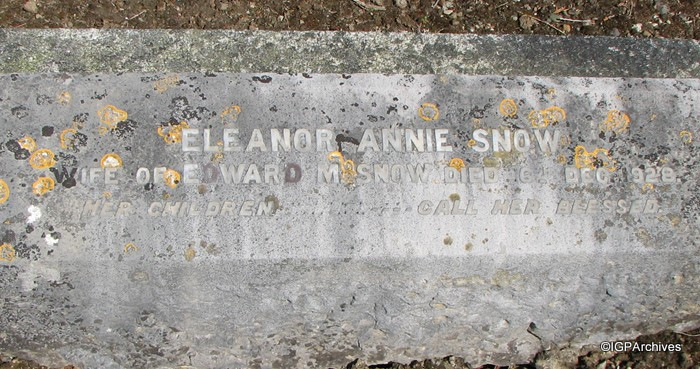 ELEANOR ANNIE SNOW
WIFE OF EDWARD M. SNOW DIED DEC. 1928.
HER CHILDREN CALL HER BLESSED
©IGPArchives